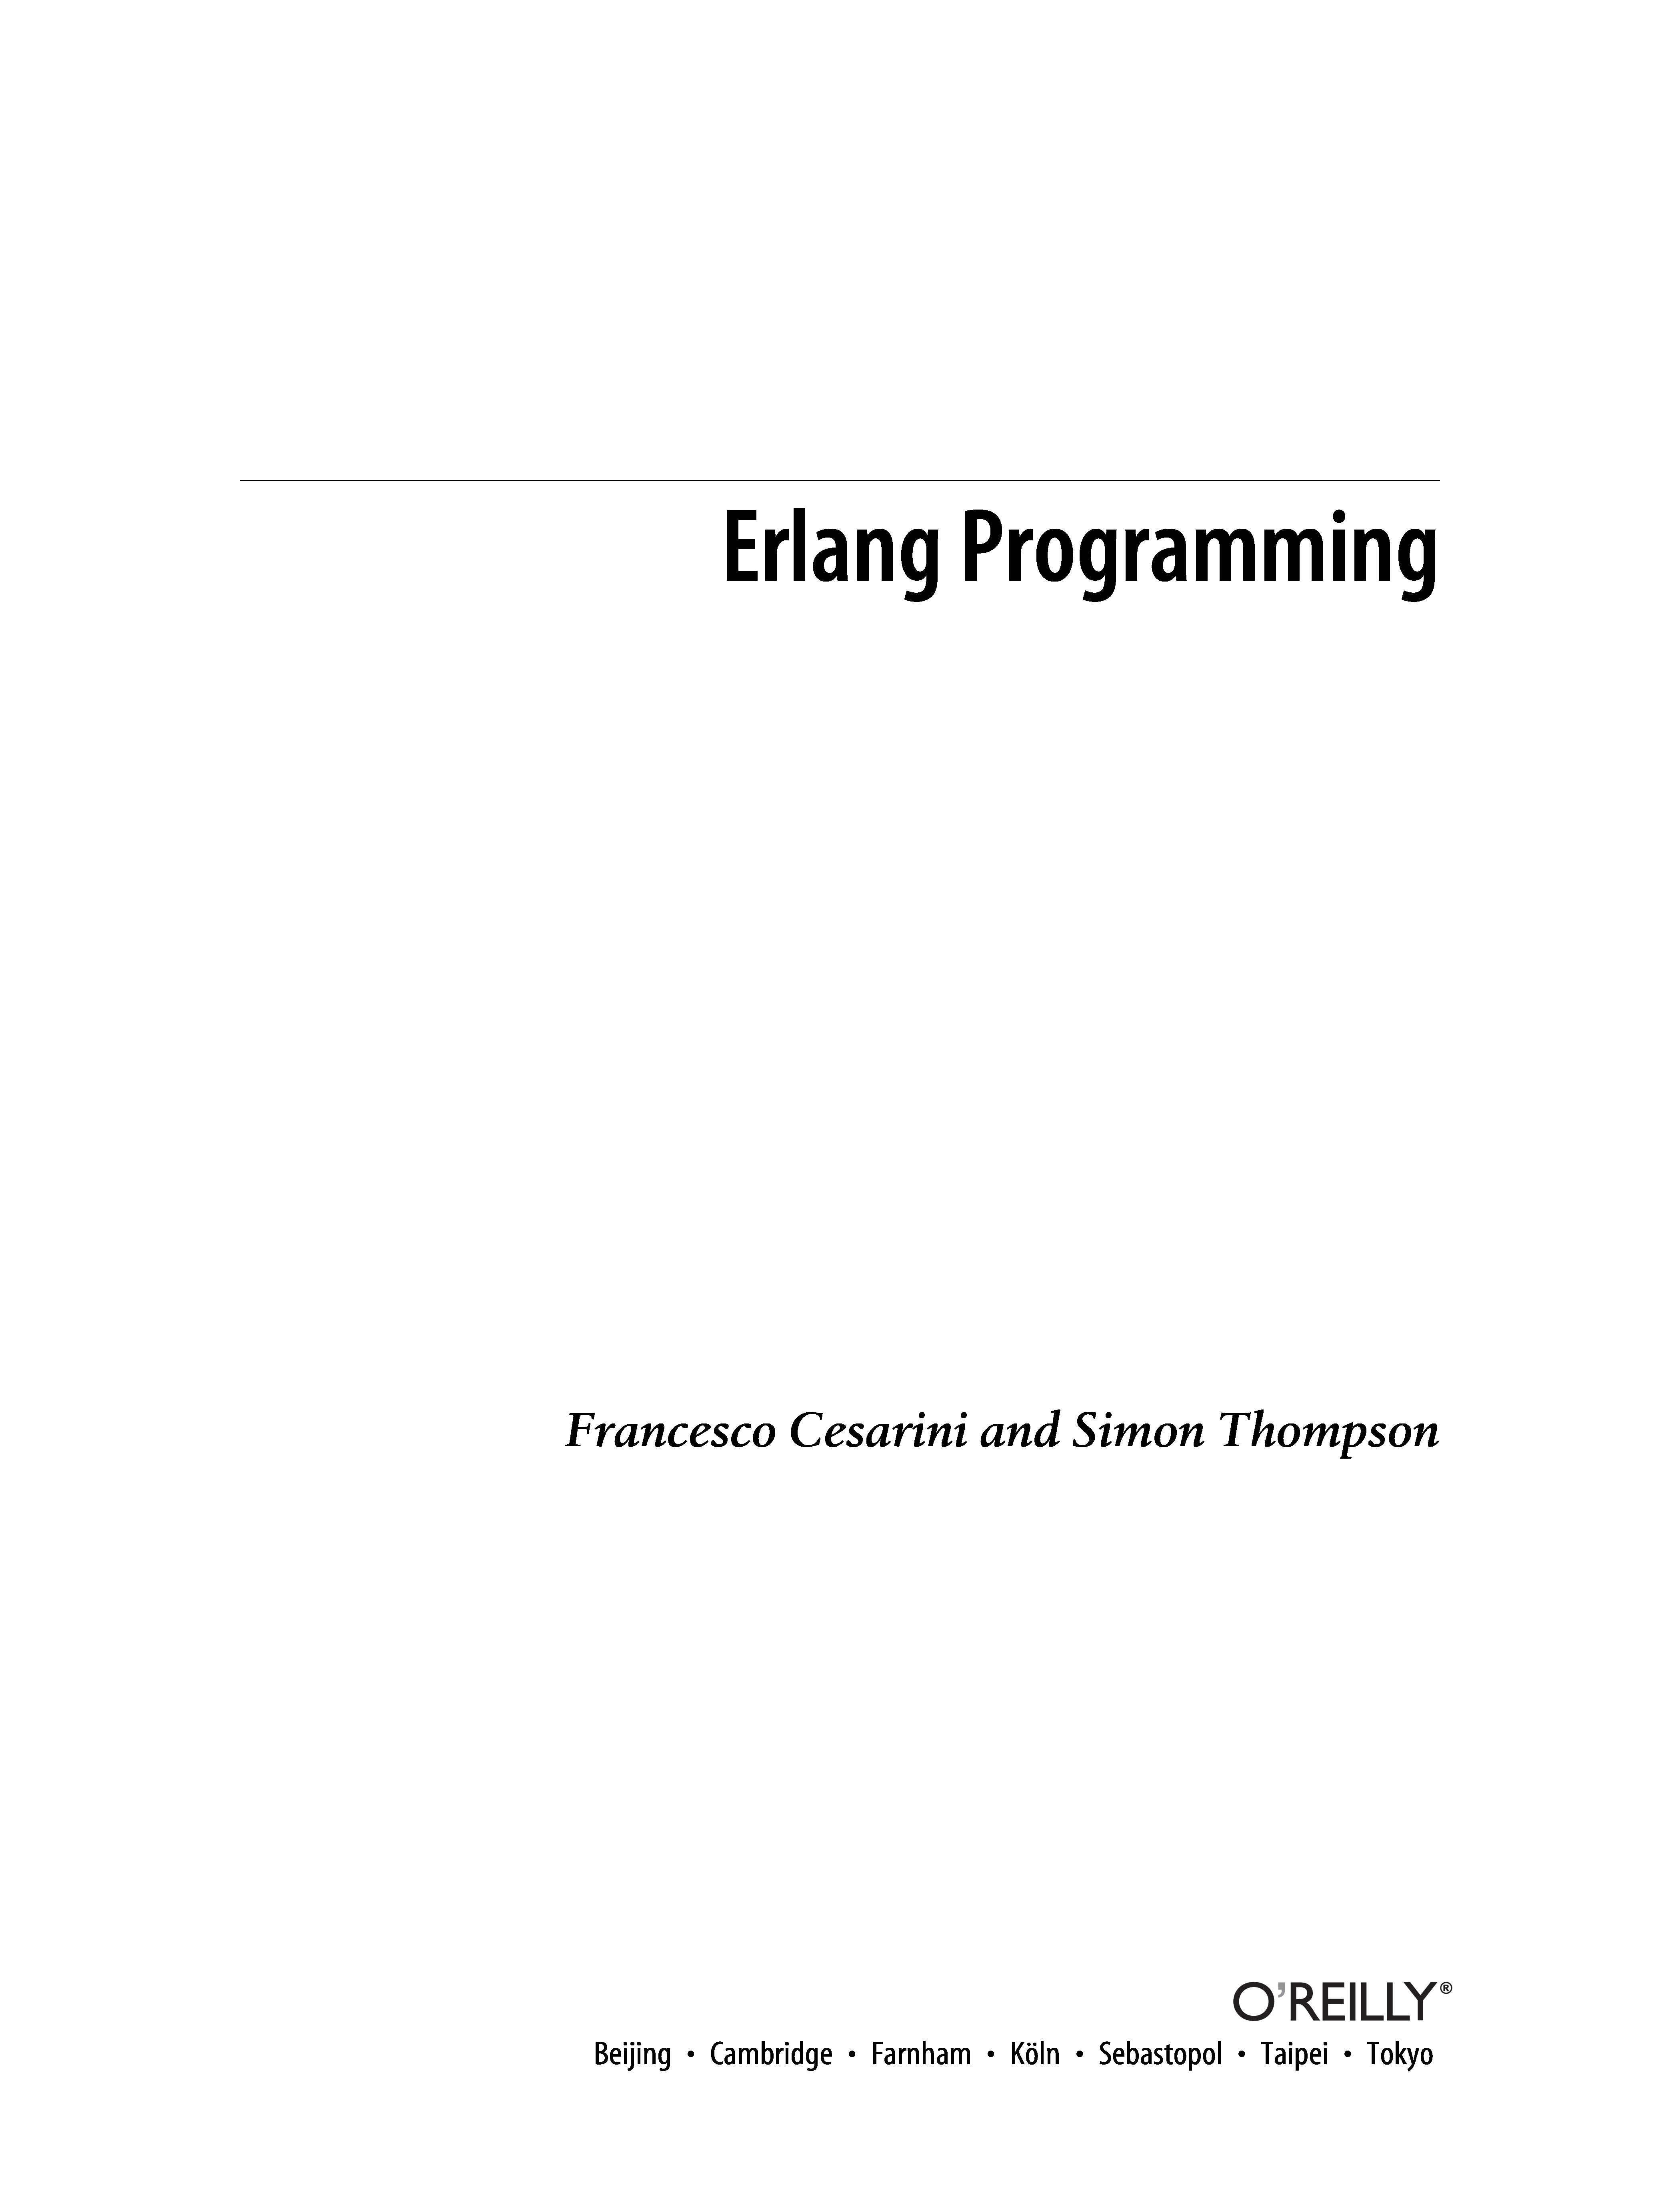 Erlang Programming
Francesco Cesarini and Simon Thompson
O'REILLY®
Beijing • Cambridge • Farnham • Köln • Sebastopol • Taipei • Tokyo